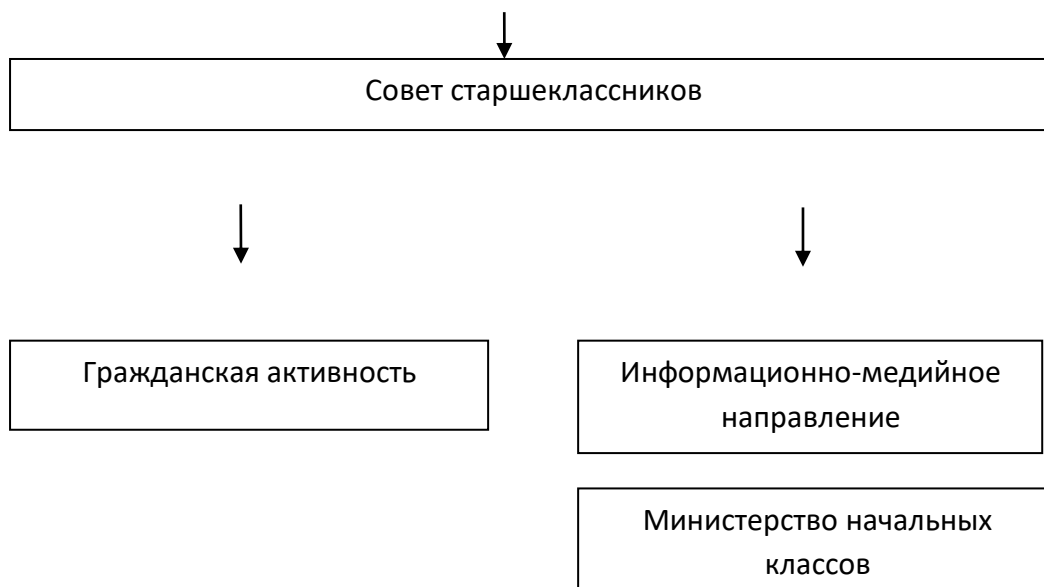 Совет старшеклассников
Гражданская активность
Информационно-медийное
направление
Министерство начальных
классов